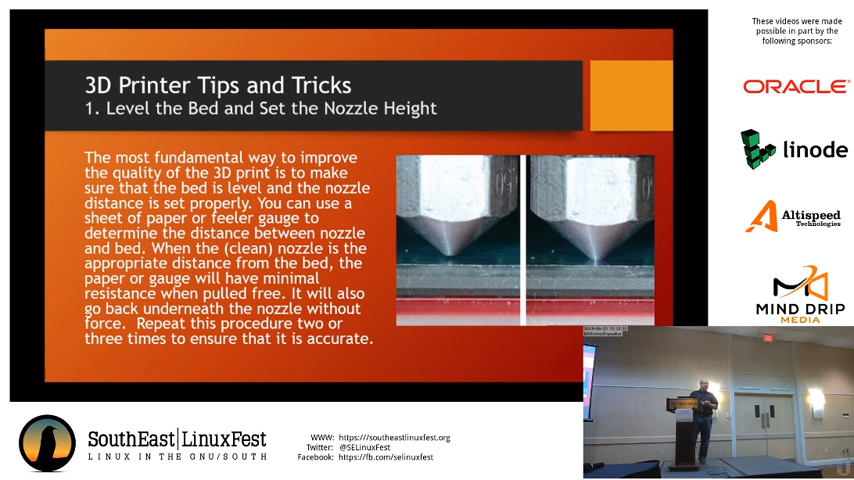 These videos were made
possible in part by the
following sponsors:
3D Printer Tips and Tricks
1. Level the Bed and Set the Nozzle Height
The most fundamental way to improve
the quality of the 3D print is to make
sure that the bed is level and the nozzle
distance is set properly. You can use a
sheet of paper or feeler gauge to
determine the distance between nozzle
and bed. When the (clean) nozzle is the
appropriate distance from the bed, the
paper or gauge will have minimal
resistance when pulled free. It will also
go back underneath the nozzle without
force. Repeat this procedure two or
three times to ensure that it is accurate.
ORACLE
linode
Altispeed
Technologies
MIND DRIP
MEDIA
SouthEast|LinuxFest
LINUX IN THE GNU/SOUTH
WWW: https://southeastlinuxfest.org
Twitter: @SELinuxFest
Facebook: https://fb.com/selinuxfest